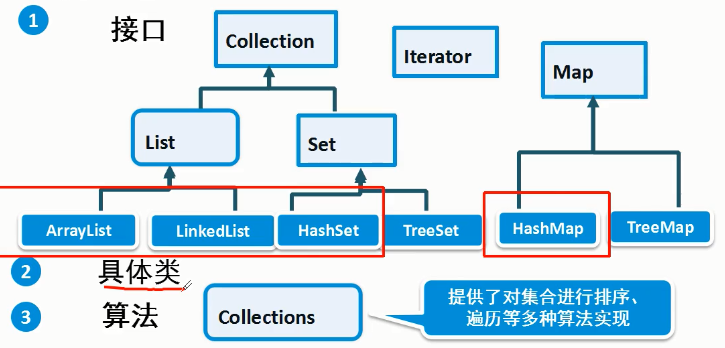 1 接口 Collection Iterator Map
List Set
ArrayList LinkedList HashSet TreeSet HashMap TreeMap
2 具体类
3 算法 Collections 提供了对集合进行排序、
遍历等多种算法实现